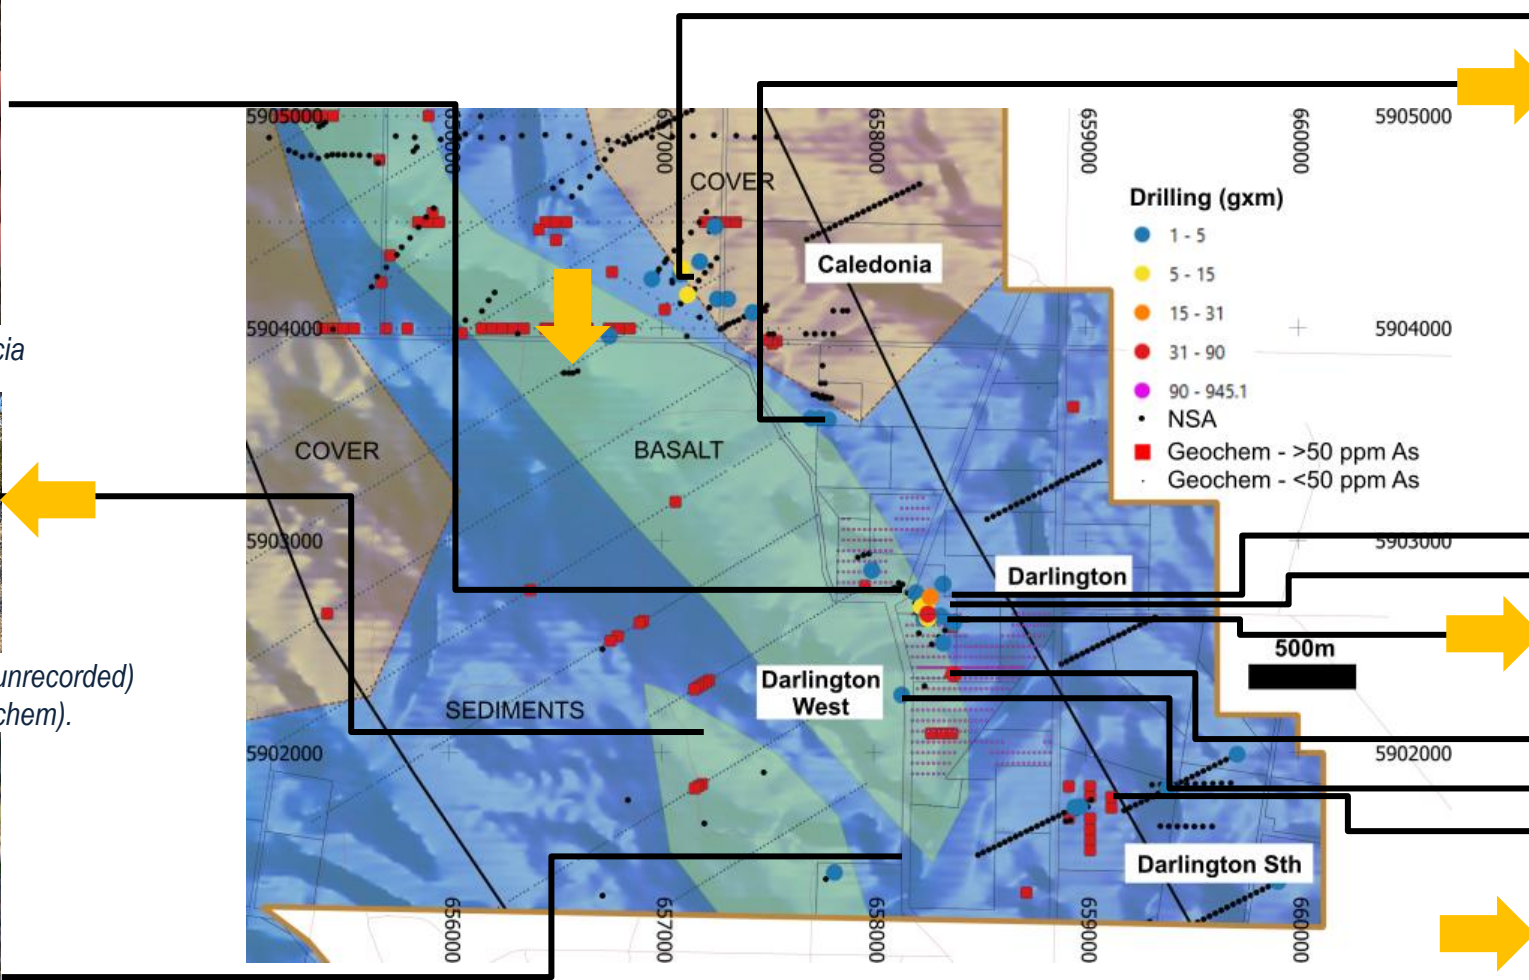 5905000
656000
657000
658000
659000
660000
5905000
COVER
Drilling (gxm)
1 - 5
Caledonia
5 - 15
15 - 31
5904000
5904000
cia
31 - 90
90 - 945.1
NSA
COVER
BASALT
Geochem - >50 ppm As
Geochem - <50 ppm As
5903000
5903000
Darlington
500m
unrecorded)
Darlington
West
SEDIMENTS
chem).
5902000
5902000
Darlington Sth
656000
657000
658000
659000
660000